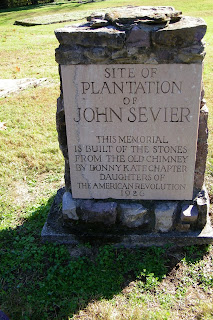 SITE OF
PLANTATION
OF
JOHN SEVIER
THIS MEMORIAL
IS BUILT OF THE STONES
FROM THE OLD CHIMNEY
BY BONNY KATE CHAPTER
DAUGHTERS OF
THE AMERICAN REVOLUTION